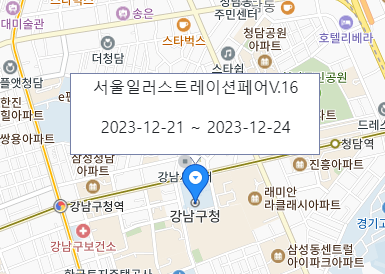 송은
대미술관
스타벅스
주민센터
청담공원
아파트
호텔리베라
더청담
스타쉽
플앳청담
서울일러스트레이션페어V.16
2023-12-21 ~ 2023-12-24
한진
힐아파트
쌍용아파트
청담역
진흥아파트
아파트
강남구청역
강남구청
래미안
라클래시아파트
강남구보건소
삼성동센트럴
아이파크아파트
경기고